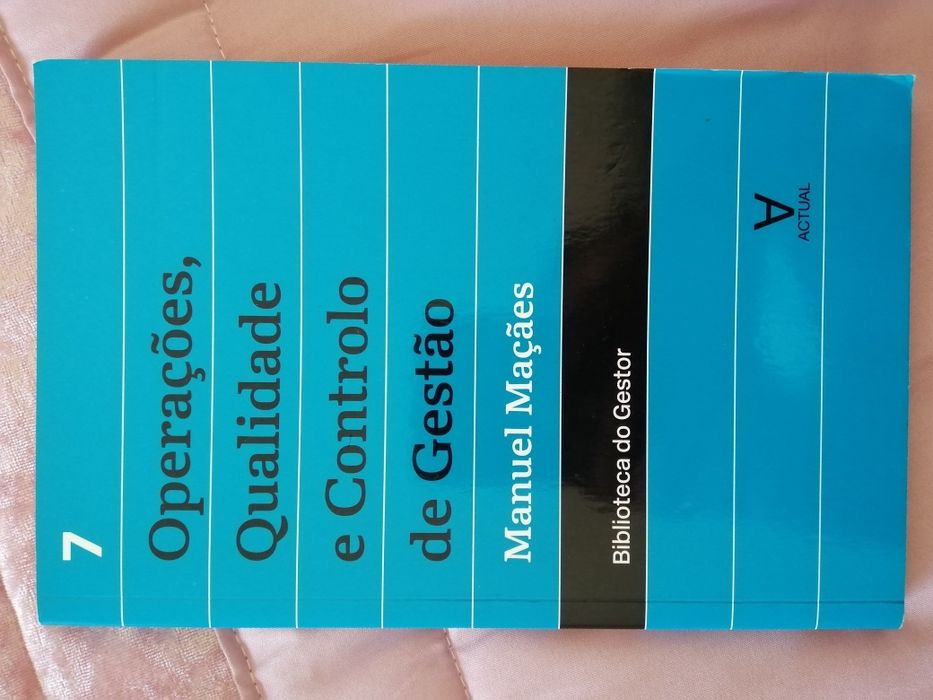 7
Operações,
Qualidade
e Controlo
de Gestão
Manuel Maçães
Biblioteca do Gestor
A
ACTUAL